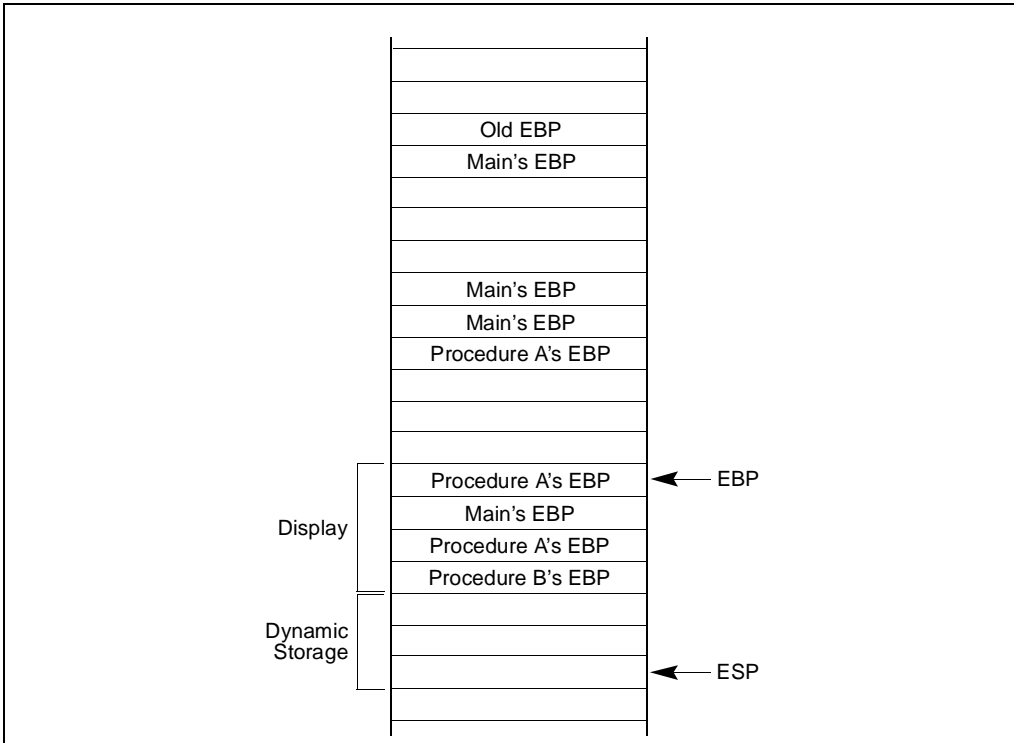 Old EBP
Main's EBP
Main's EBP
Main's EBP
Procedure A's EBP
Procedure A's EBP
EBP
Main's EBP
Display
Procedure A's EBP
Procedure B's EBP
Dynamic
Storage
ESP